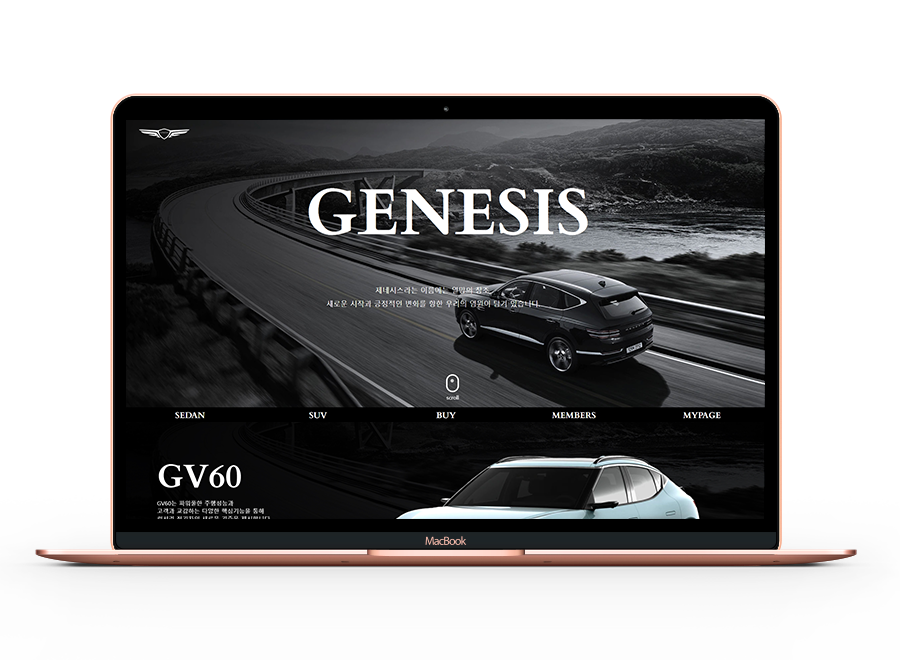 GENESIS
제네시스라는 이름에는 열망의 창조
새로운 시작과 긍정적인 변화를 향한 우리의 염원이 담겨 있습니다.
scroll
SEDAN SUV BUY MEMBERS MYPAGE
GV60
GV60는 파워풀한 주행성능과
고객과 교감하는 다양한 핵심기능을 통해
MacBook